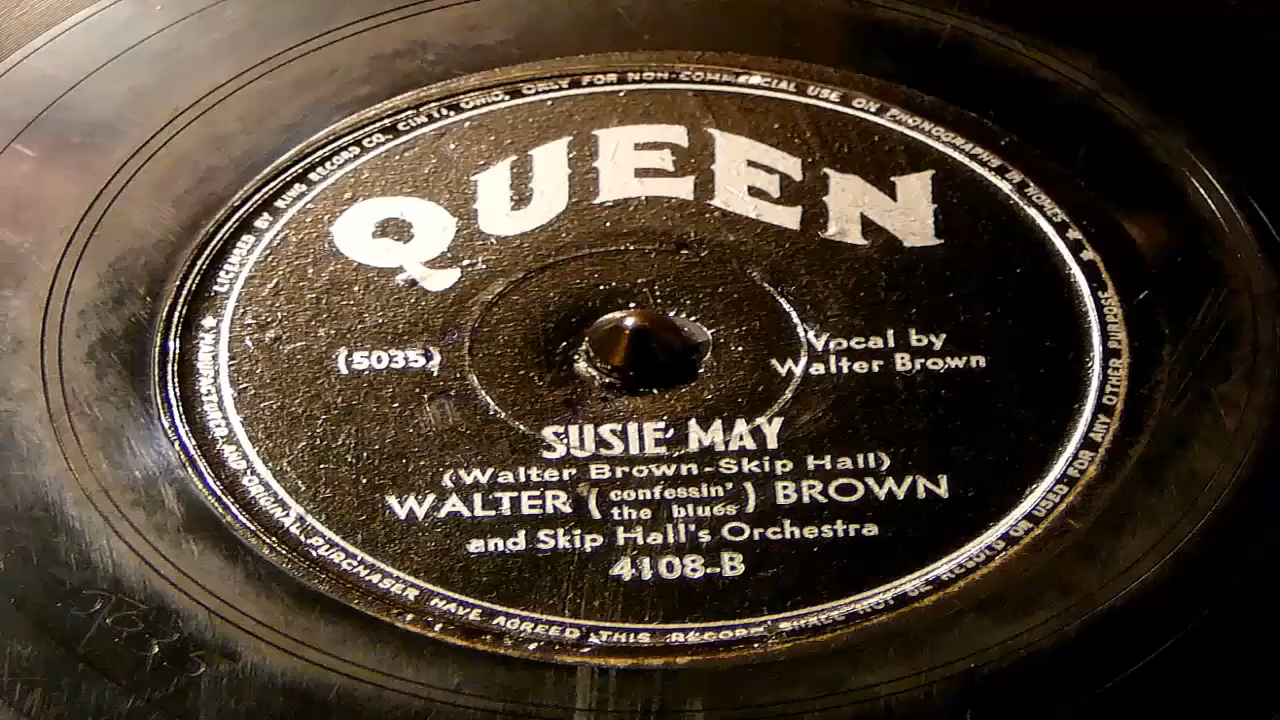 LICENSED BY KING RECORD CO. CIN'TI, OHIO, ONLY FOR NON-COMMERCIAL USE ON PHONOGRAPHS IN HOMES ★ ★
QUEEN
(5035)
Vocal by
Walter Brown
SUSIE MAY
(Walter Brown-Skip Hall)
WALTER (confessin' the blues) BROWN
and Skip Hall's Orchestra
4108-B
MANUFACTURER AND ORIGINAL PURCHASER HAVE AGREED THIS RECORD SHALL NOT BE RESOLD OR USED FOR ANY OTHER PURPOSE